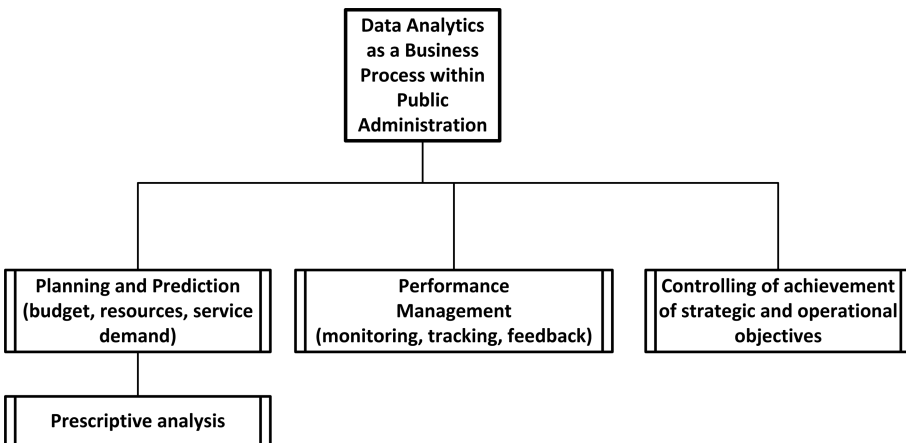 Data Analytics
as a Business
Process within
Public
Administration
Planning and Prediction
(budget, resources, service
demand)
Performance
Management
(monitoring, tracking, feedback)
Controlling of achievement
of strategic and operational
objectives
Prescriptive analysis